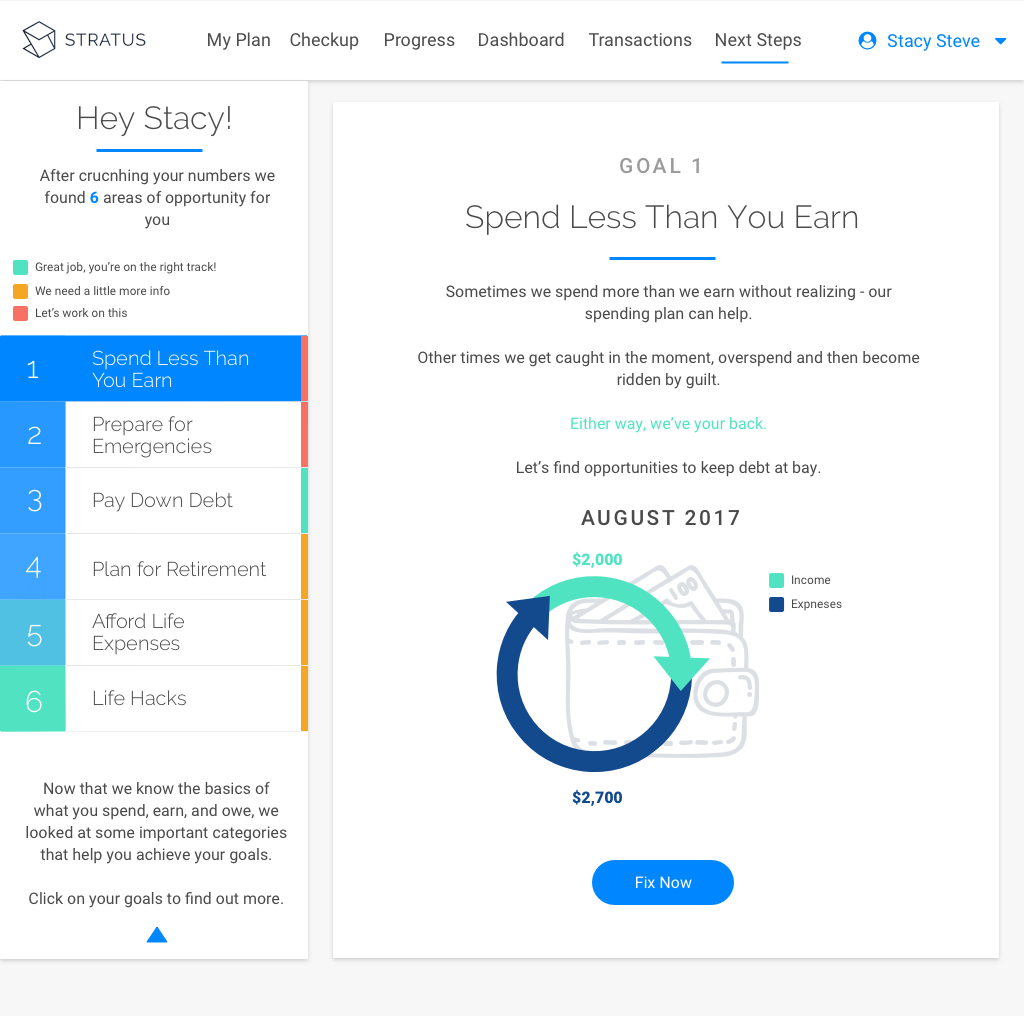 STRATUS
My Plan Checkup Progress Dashboard Transactions Next Steps
Stacy Steve
Hey Stacy!
After crucnhing your numbers we
found 6 areas of opportunity for
you
Great job, you're on the right track!
We need a little more info
Let's work on this
1 Spend Less Than
You Earn
2 Prepare for
Emergencies
3 Pay Down Debt
4 Plan for Retirement
5 Afford Life
Expenses
6 Life Hacks
Now that we know the basics of
what you spend, earn, and owe, we
looked at some important categories
that help you achieve your goals.
Click on your goals to find out more.
GOAL 1
Spend Less Than You Earn
Sometimes we spend more than we earn without realizing - our
spending plan can help.
Other times we get caught in the moment, overspend and then become
ridden by guilt.
Either way, we've your back.
Let's find opportunities to keep debt at bay.
AUGUST 2017
$2,000
100
Income
Expneses
$2,700
Fix Now